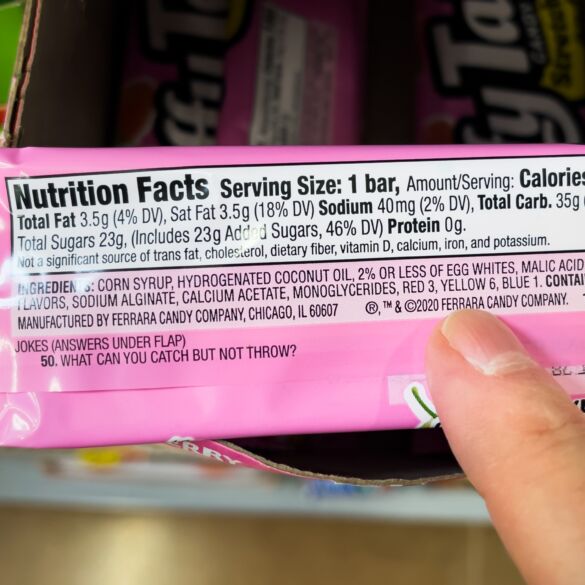 Nutrition Facts Serving Size: 1 bar, Amount/Serving: Calories
Total Fat 3.5g (4% DV), Sat Fat 3.5g (18% DV) Sodium 40mg (2% DV), Total Carb. 35g
Total Sugars 23g, (Includes 23g Added Sugars, 46% DV) Protein 0g.
Not a significant source of trans fat, cholesterol, dietary fiber, vitamin D, calcium, iron, and potassium.
INGREDIENTS: CORN SYRUP, HYDROGENATED COCONUT OIL, 2% OR LESS OF EGG WHITES, MALIC ACID
FLAVORS, SODIUM ALGINATE, CALCIUM ACETATE, MONOGLYCERIDES, RED 3, YELLOW 6, BLUE 1.
MANUFACTURED BY FERRARA CANDY COMPANY, CHICAGO, IL 60607 ®, ™ & ©2020 FERRARA CANDY COMPANY.
JOKES (ANSWERS UNDER FLAP)
50. WHAT CAN YOU CATCH BUT NOT THROW?